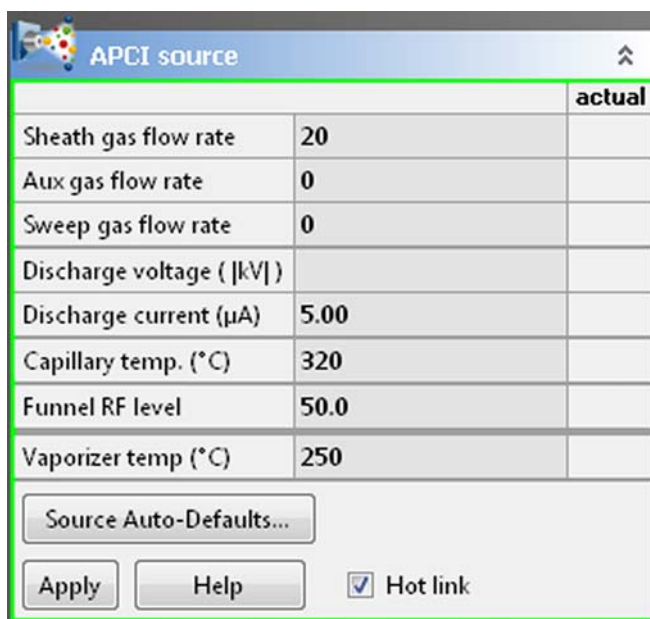 APCI source
actual
Sheath gas flow rate 20
Aux gas flow rate 0
Sweep gas flow rate 0
Discharge voltage ( |kV| )
Discharge current (µA) 5.00
Capillary temp. (°C) 320
Funnel RF level 50.0
Vaporizer temp (°C) 250
Source Auto-Defaults...
Apply Help Hot link